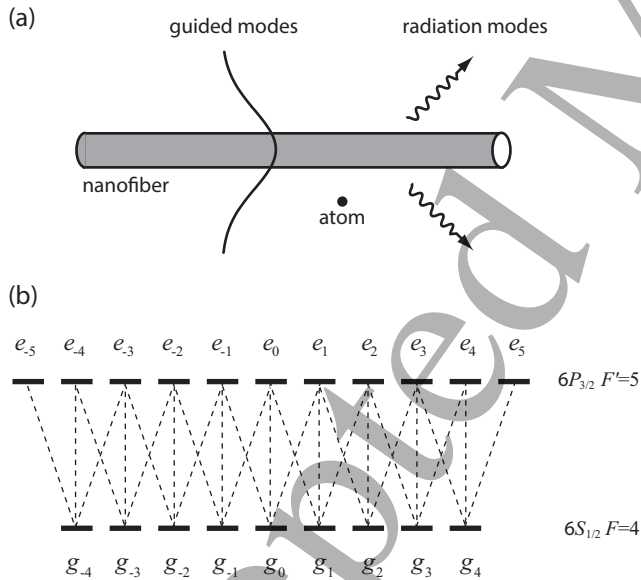 (a)
guided modes radiation modes
nanofiber
atom
(b)
e-5 e-4 e-3 e-2 e-1 e0 e1 e2 e3 e4 e5
6P3/2 F'=5
6S1/2 F=4
g-4 g-3 g-2 g-1 g0 g1 g2 g3 g4